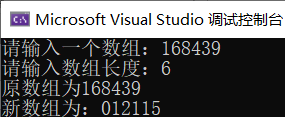 Microsoft Visual Studio 调试控制台
请输入一个数组：168439
请输入数组长度：6
原数组为168439
新数组为：012115